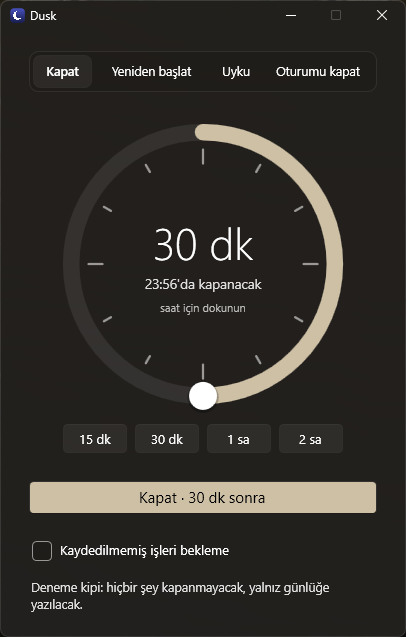 Dusk
Kapat
Yeniden başlat
Uyku
Oturumu kapat
30 dk
23:56'da kapanacak
saat için dokunun
15 dk
30 dk
1 sa
2 sa
Kapat · 30 dk sonra
Kaydedilmemiş işleri bekleme
Deneme kipi: hiçbir şey kapanmayacak, yalnız günlüğe
yazılacak.